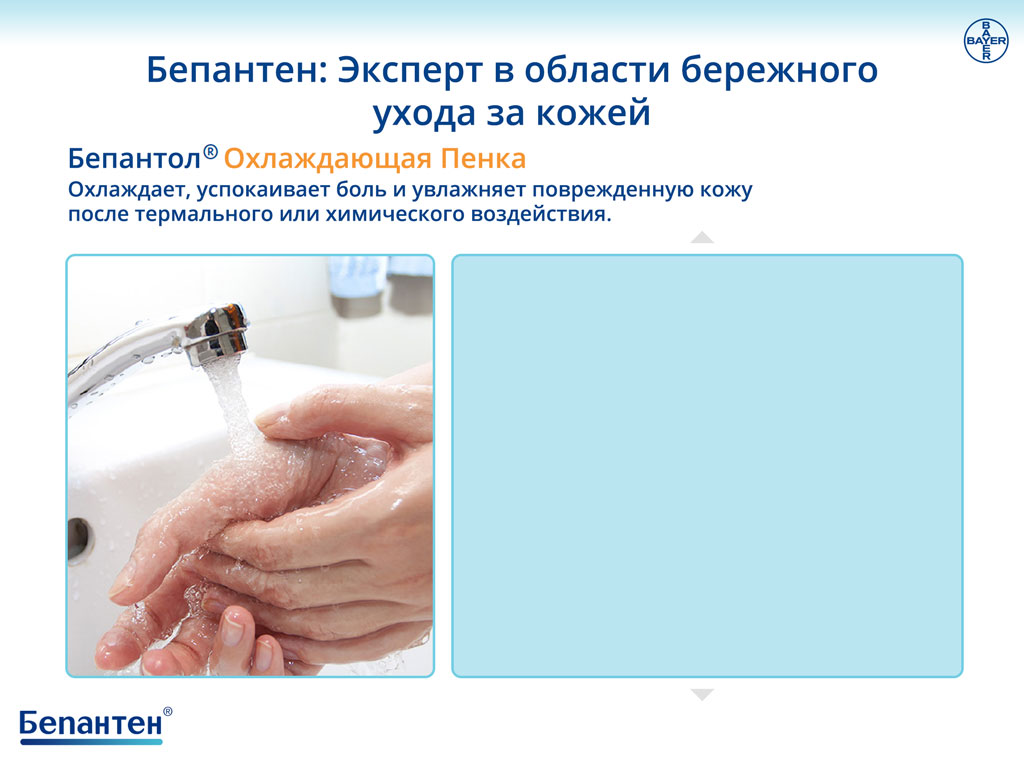 BAYER
BAYER
Бепантен: Эксперт в области бережного
ухода за кожей
Бепантол® Охлаждающая Пенка
Охлаждает, успокаивает боль и увлажняет поврежденную кожу
после термального или химического воздействия.
Бепантен®